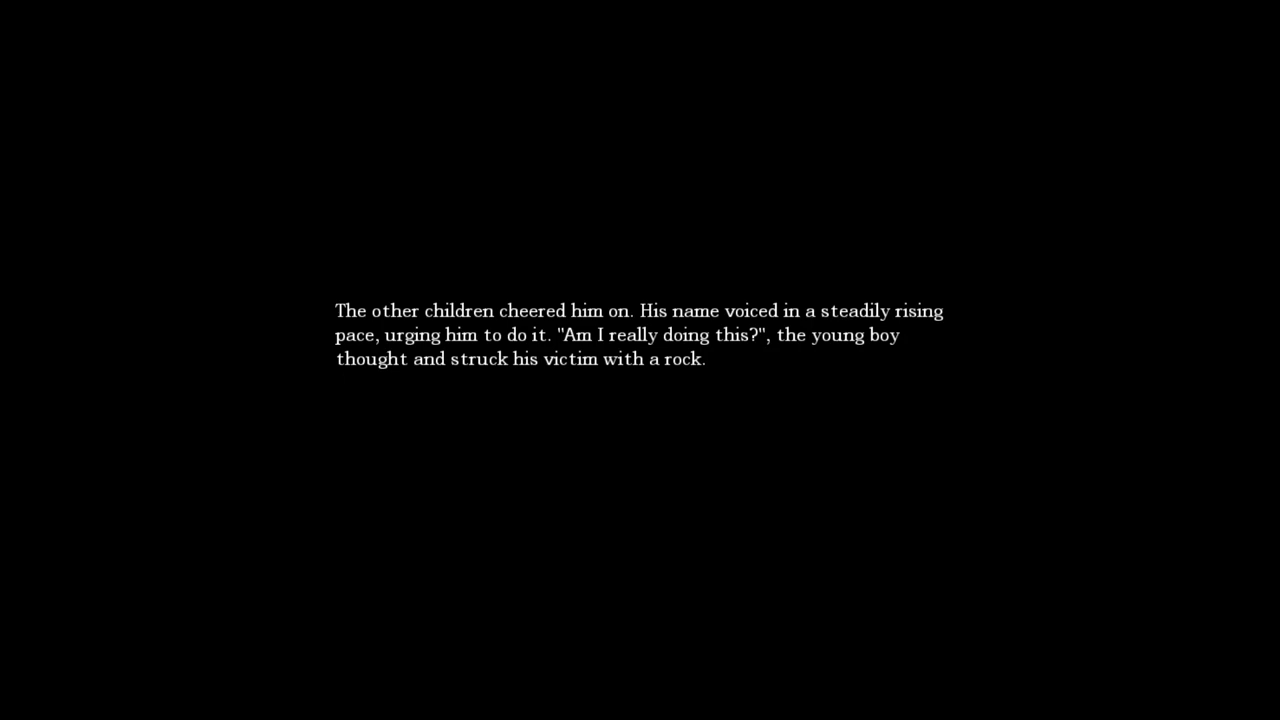 The other children cheered him on. His name voiced in a steadily rising
pace, urging him to do it. "Am I really doing this?", the young boy
thought and struck his victim with a rock.